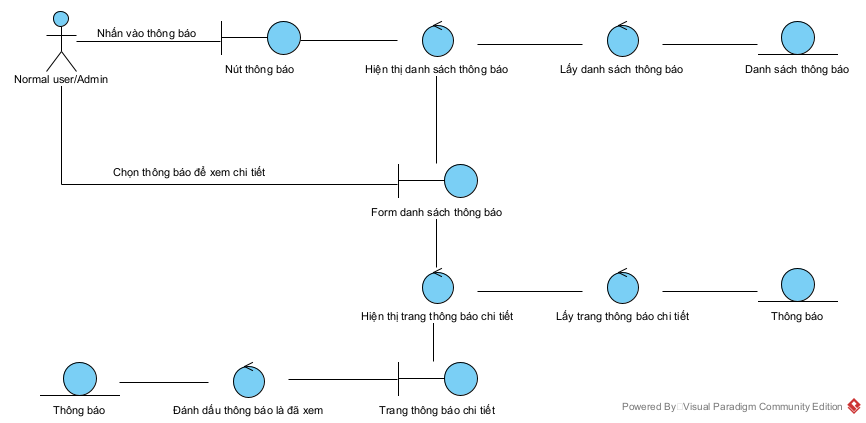 Nhấn vào thông báo
Normal user/Admin
Nút thông báo
Hiện thị danh sách thông báo
Lấy danh sách thông báo
Danh sách thông báo
Chọn thông báo để xem chi tiết
Form danh sách thông báo
Hiện thị trang thông báo chi tiết
Lấy trang thông báo chi tiết
Thông báo
Thông báo
Đánh dấu thông báo là đã xem
Trang thông báo chi tiết
Powered By Visual Paradigm Community Edition